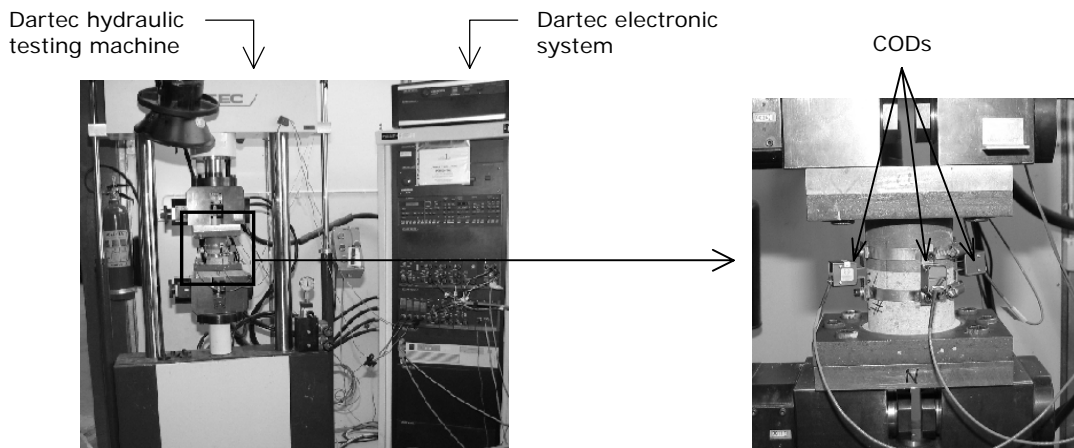 Dartec hydraulic
testing machine
Dartec electronic
system
CODs
N